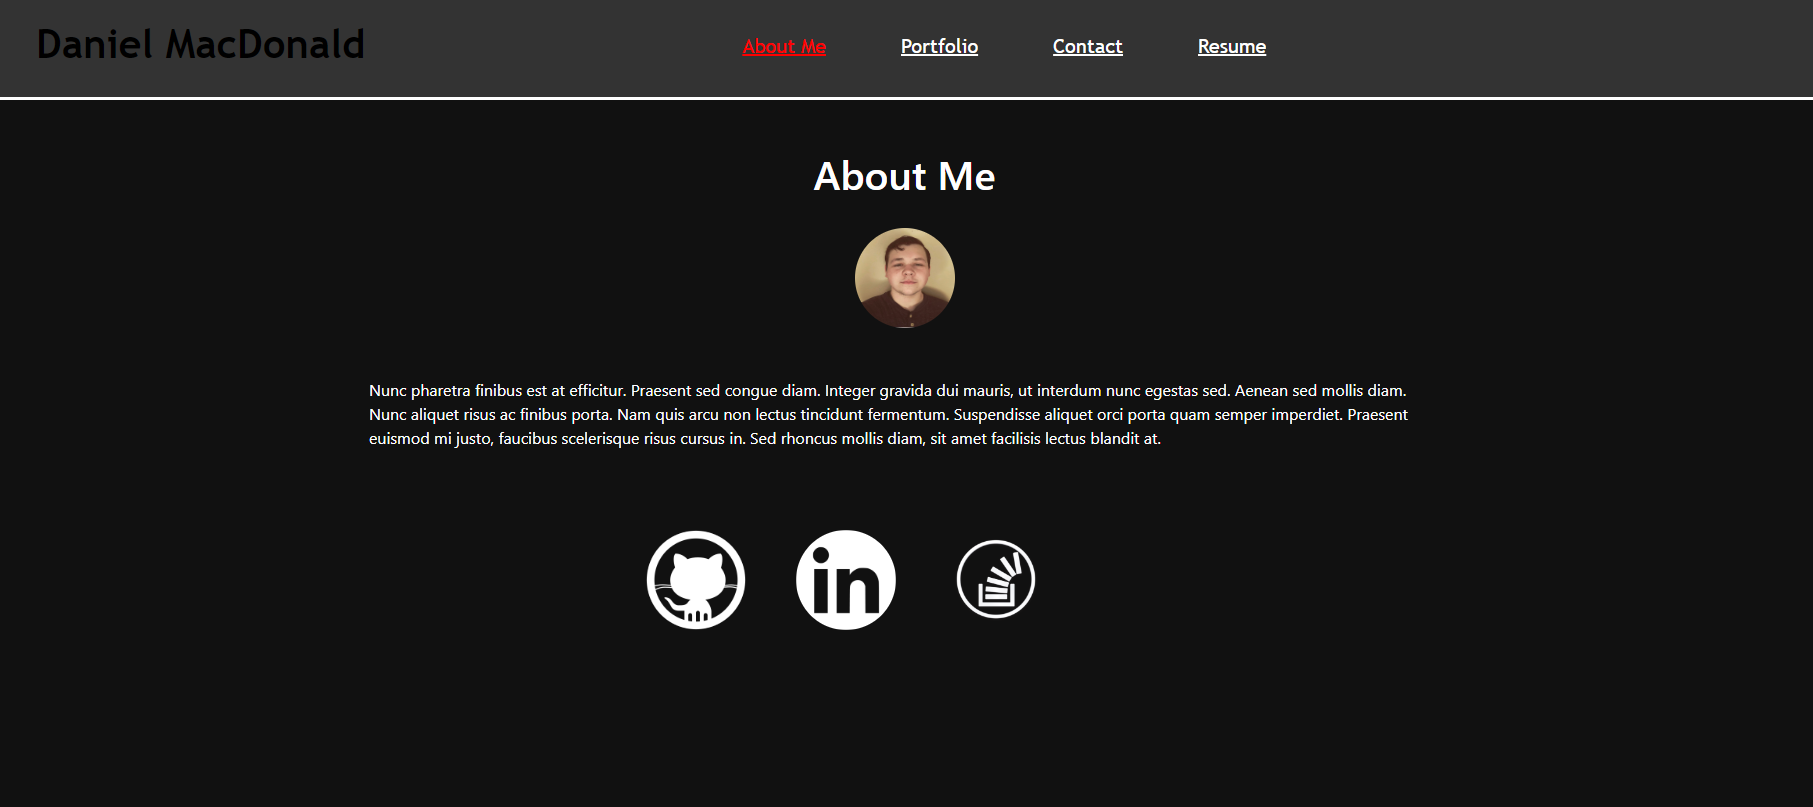 Daniel MacDonald
About Me
Portfolio
Contact
Resume
About Me
Nunc pharetra finibus est at efficitur. Praesent sed congue diam. Integer gravida dui mauris, ut interdum nunc egestas sed. Aenean sed mollis diam.
Nunc aliquet risus ac finibus porta. Nam quis arcu non lectus tincidunt fermentum. Suspendisse aliquet orci porta quam semper imperdiet. Praesent
euismod mi justo, faucibus scelerisque risus cursus in. Sed rhoncus mollis diam, sit amet facilisis lectus blandit at.
in